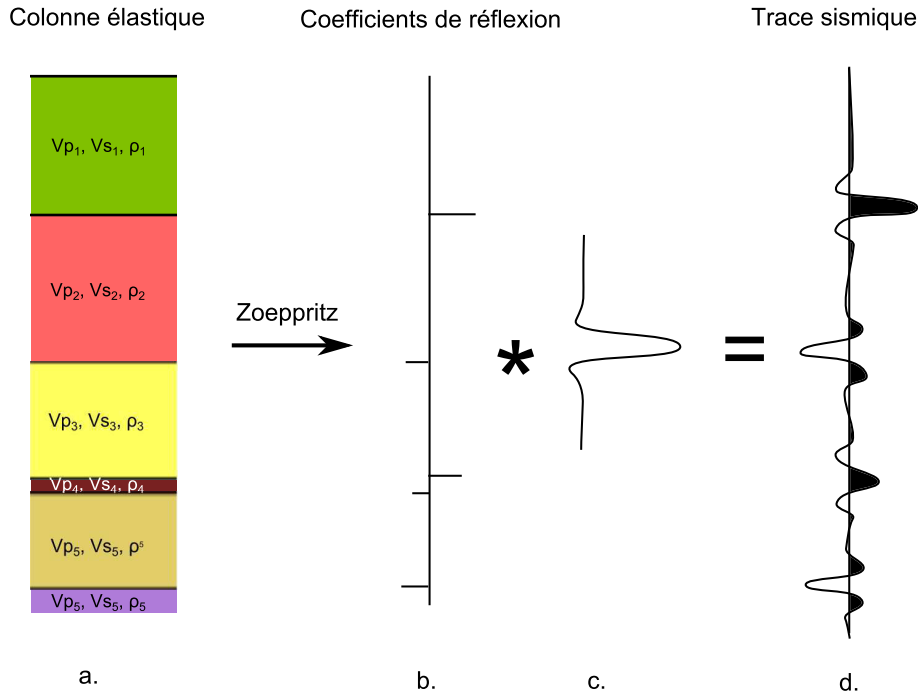 Colonne élastique
Coefficients de réflexion
Trace sismique
Vp₁, Vs₁, ρ₁
Vp₂, Vs₂, ρ₂
Zoeppritz
* =
Vp₃, Vs₃, ρ₃
Vp₄, Vs₄, ρ₄
Vp₅, Vs₅, ρ⁵
Vp₅, Vs₅, ρ₅
a. b. c. d.